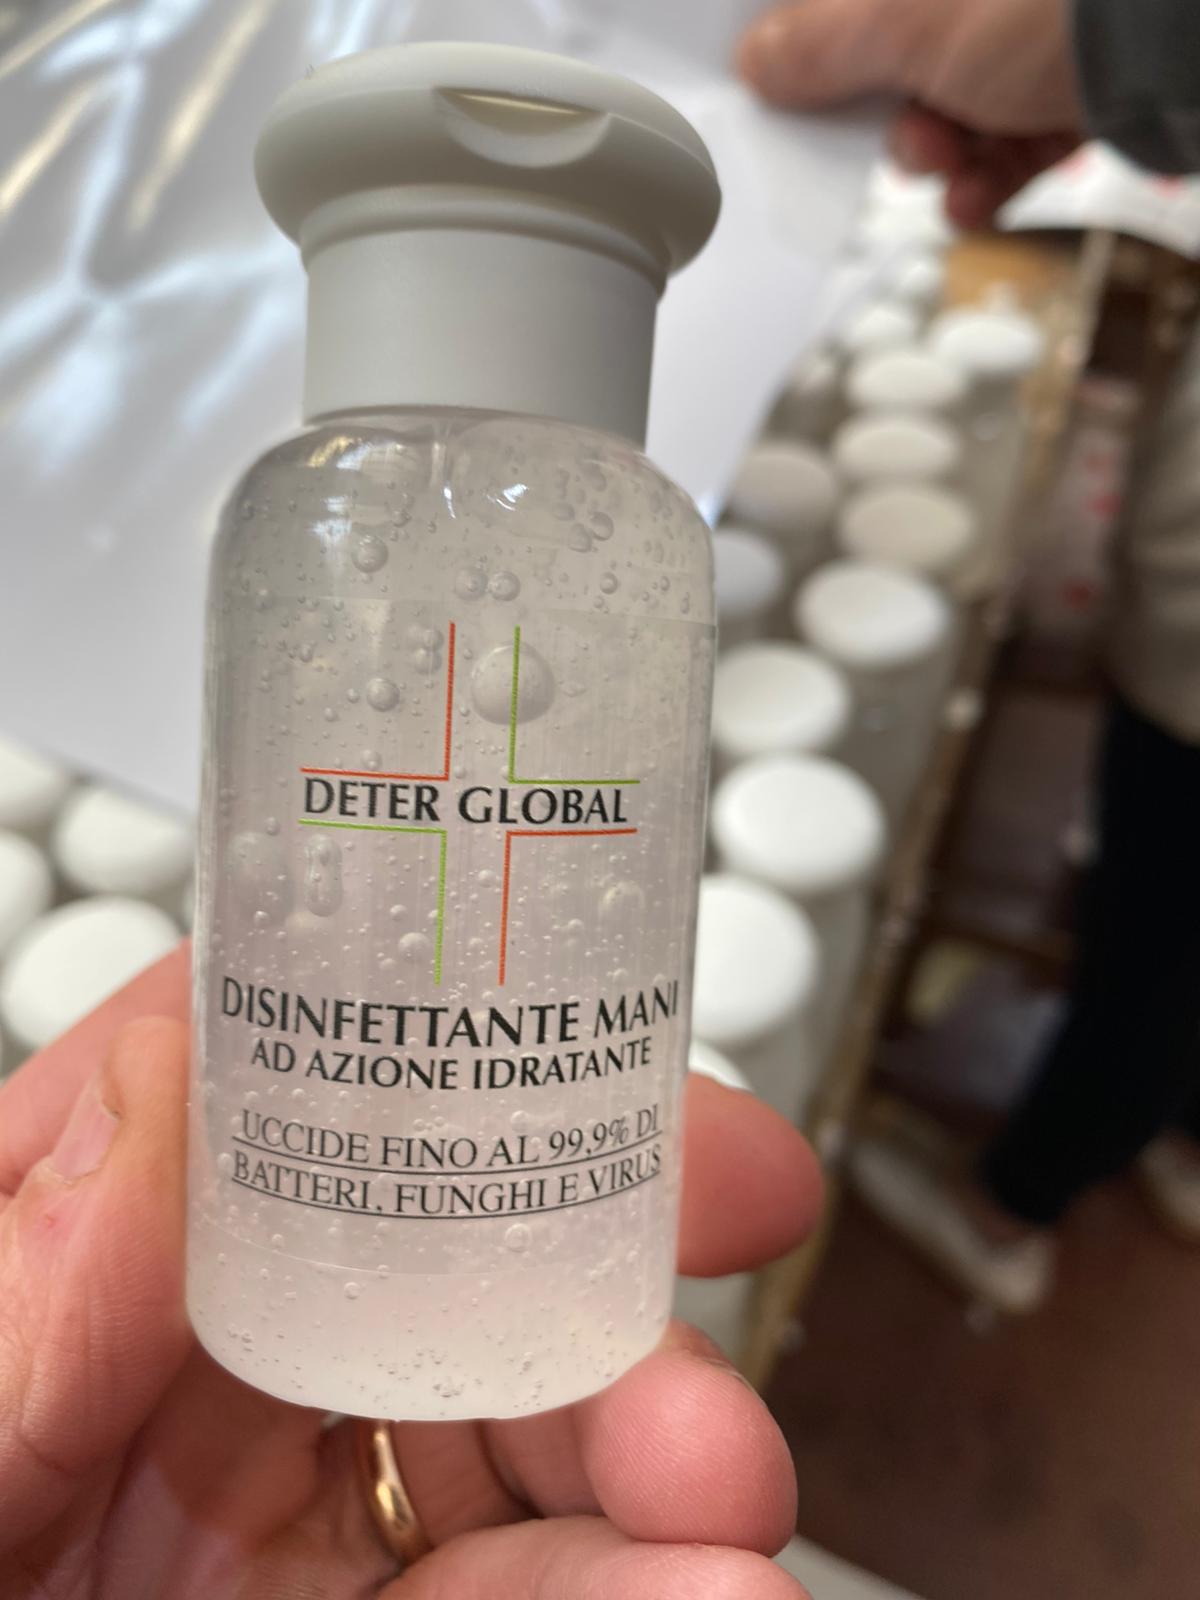 DETER GLOBAL
DISINFETTANTE MANI
AD AZIONE IDRATANTE
UCCIDE FINO AL 99,9% DI
BATTERI, FUNGHI E VIRUS